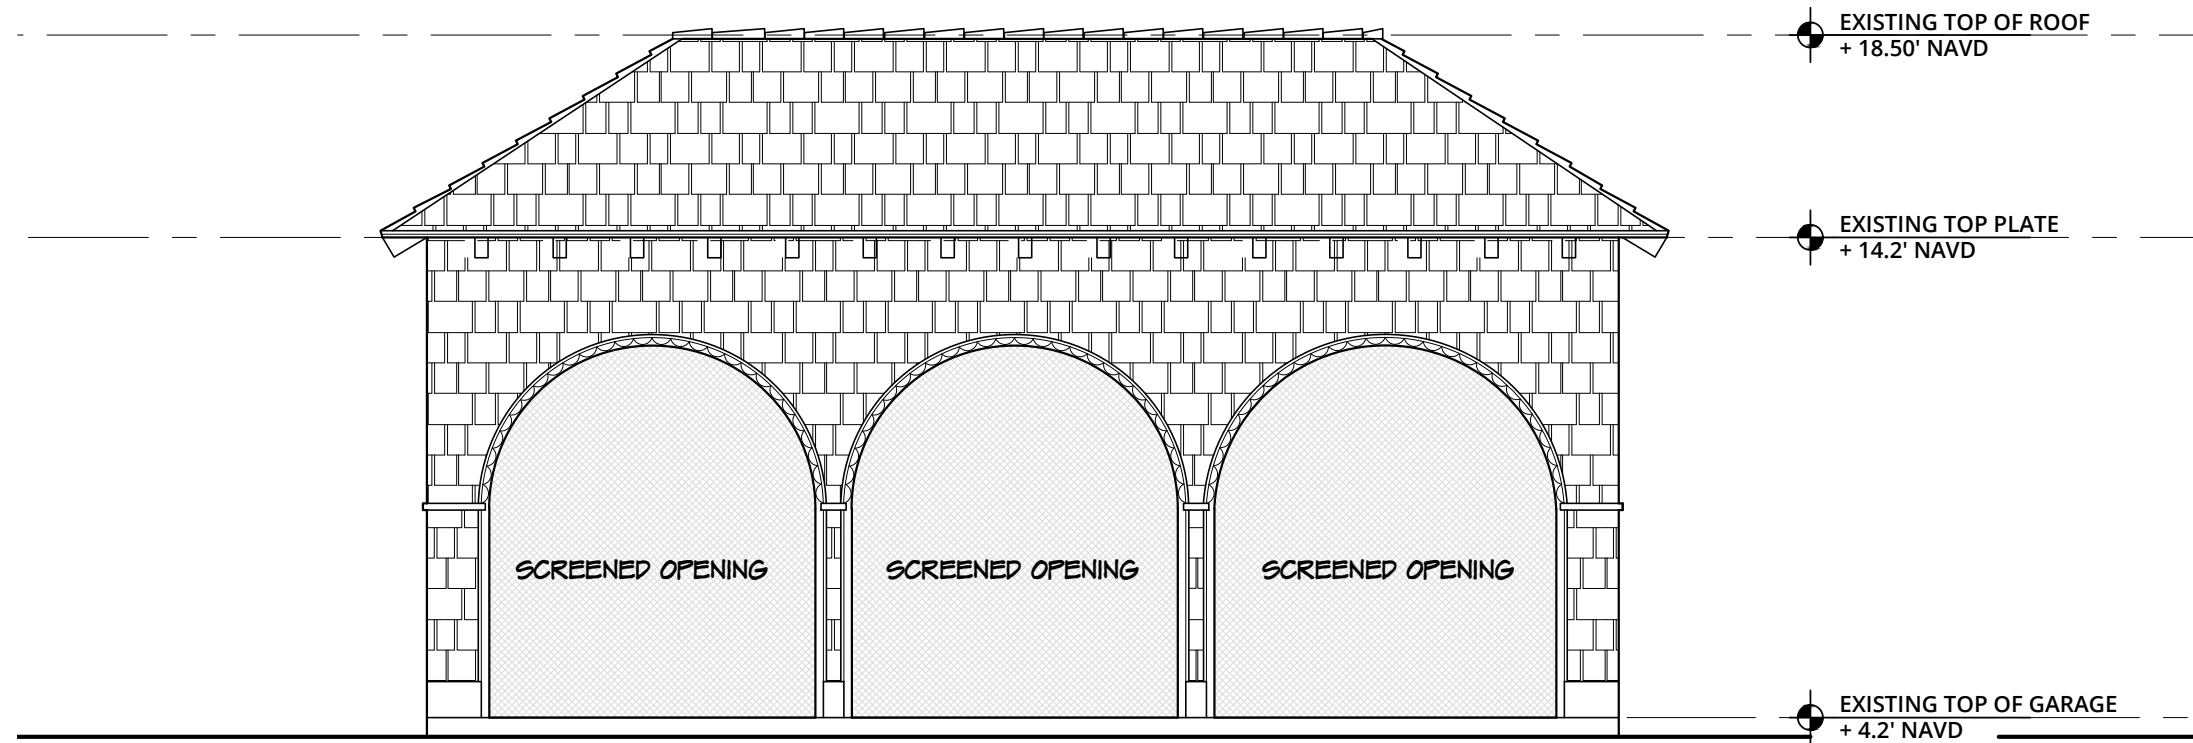 EXISTING TOP OF ROOF
+ 18.50' NAVD
EXISTING TOP PLATE
+ 14.2' NAVD
SCREENED OPENING SCREENED OPENING SCREENED OPENING
EXISTING TOP OF GARAGE
+ 4.2' NAVD